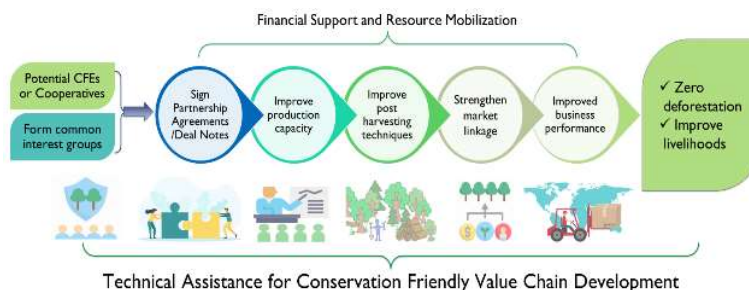 Financial Support and Resource Mobilization
Potential CFEs
or Cooperatives
Form common
interest groups
Sign
Partnership
Agreements
/Deal Notes
Improve
production
capacity
Improve
post
harvesting
techniques
Strengthen
market
linkage
Improved
business
performance
✓ Zero
deforestation
✓ Improve
livelihoods
Technical Assistance for Conservation Friendly Value Chain Development